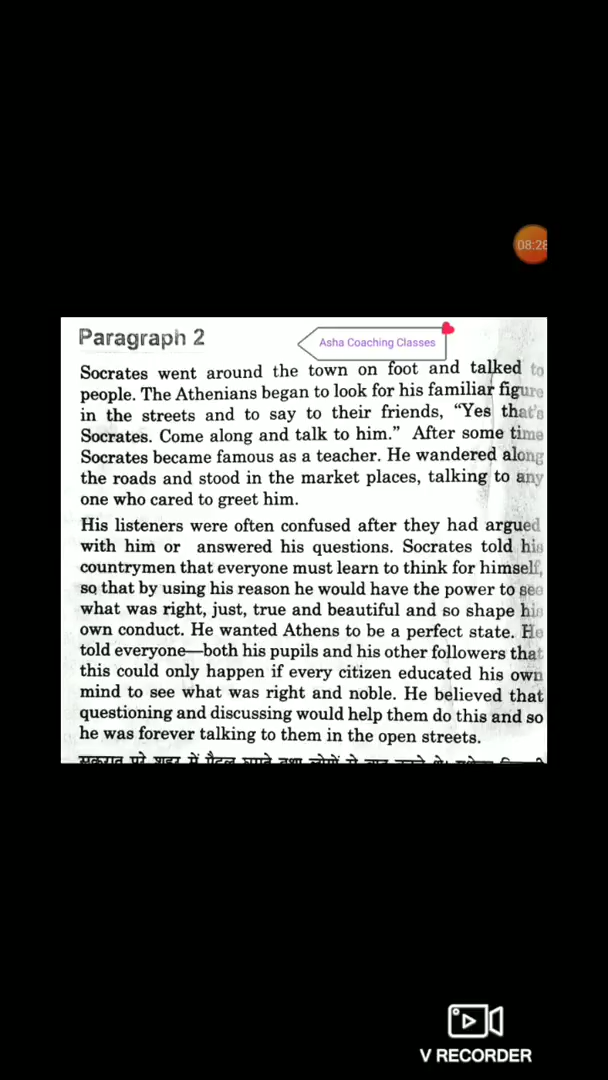 08:28
Paragraph 2
Asha Coaching Classes
Socrates went around the town on foot and talked to
people. The Athenians began to look for his familiar figure
in the streets and to say to their friends, “Yes that's
Socrates. Come along and talk to him.” After some time
Socrates became famous as a teacher. He wandered along
the roads and stood in the market places, talking to any
one who cared to greet him.
His listeners were often confused after they had argued
with him or answered his questions. Socrates told his
countrymen that everyone must learn to think for himself,
so that by using his reason he would have the power to see
what was right, just, true and beautiful and so shape his
own conduct. He wanted Athens to be a perfect state. He
told everyone—both his pupils and his other followers that
this could only happen if every citizen educated his own
mind to see what was right and noble. He believed that
questioning and discussing would help them do this and so
he was forever talking to them in the open streets.
V RECORDER